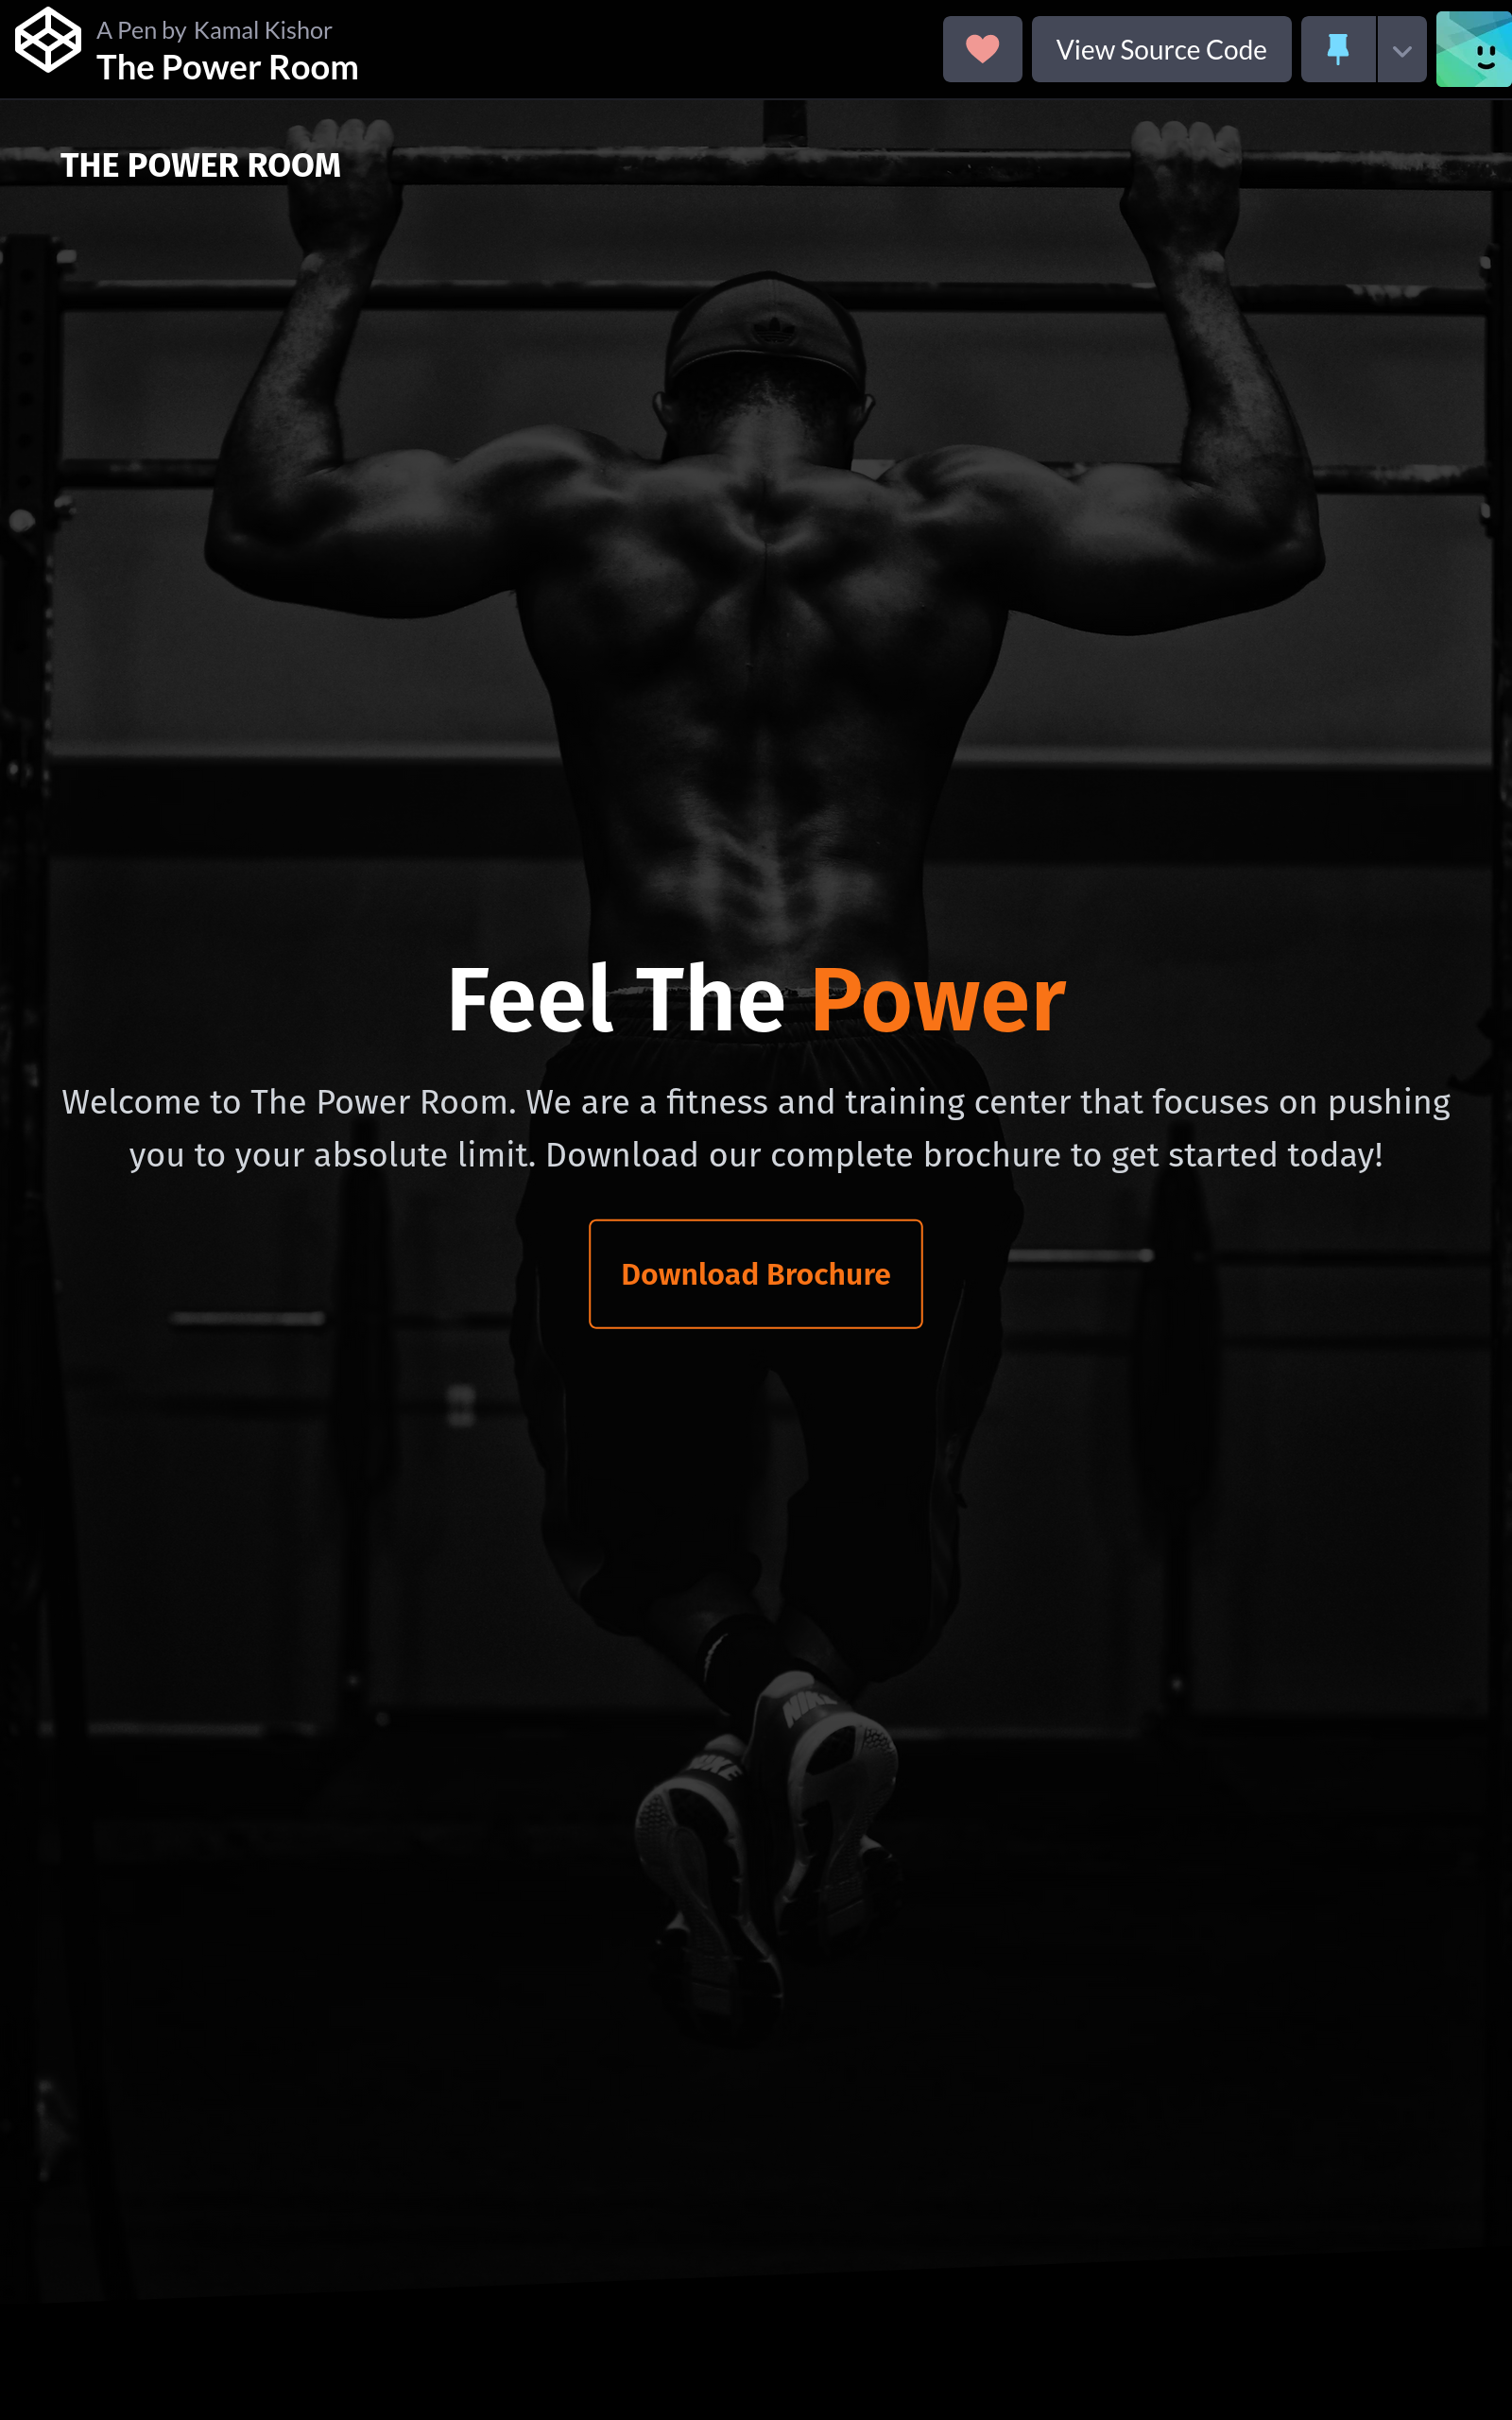 A Pen by Kamal Kishor
The Power Room
View Source Code
THE POWER ROOM
Feel The Power
Welcome to The Power Room. We are a fitness and training center that focuses on pushing
you to your absolute limit. Download our complete brochure to get started today!
Download Brochure
NIKE
NIKE